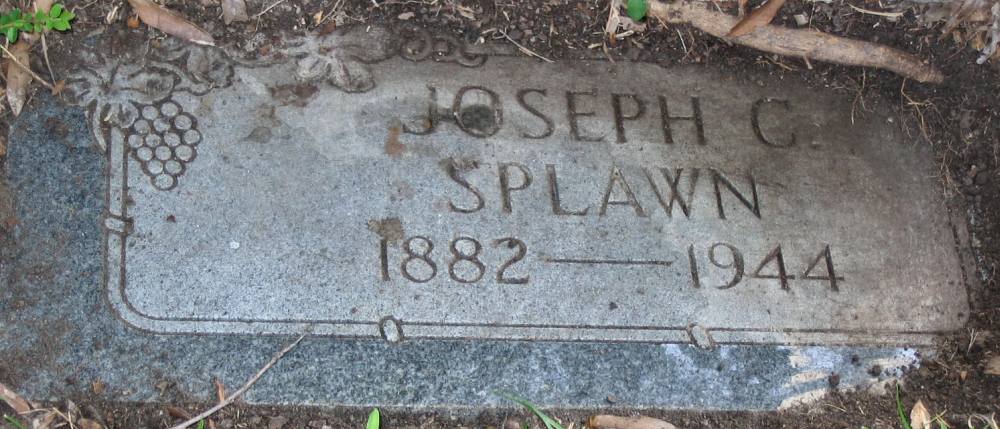 JOSEPH C.
SPLAWN
1882 — 1944